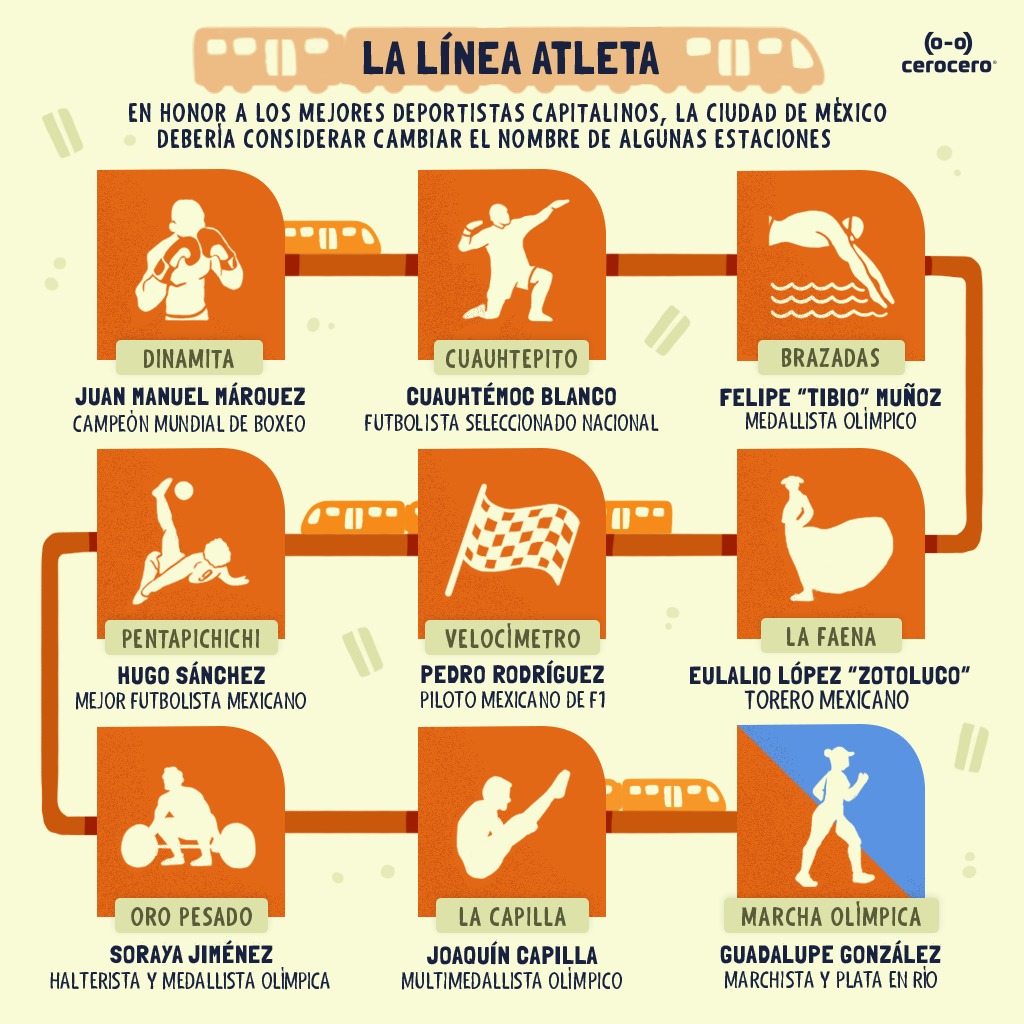 LA LÍNEA ATLETA
(o-o)
cerocero®
EN HONOR A LOS MEJORES DEPORTISTAS CAPITALINOS, LA CIUDAD DE MÈXICO
DEBERÌA CONSIDERAR CAMBIAR EL NOMBRE DE ALGUNAS ESTACIONES
DINAMITA
JUAN MANUEL MÁRQUEZ
CAMPEÒN MUNDIAL DE BOXEO
CUAUHTEPITO
CUAUHTÉMOC BLANCO
FUTBOLISTA SELECCIONADO NACIONAL
BRAZADAS
FELIPE "TIBIO" MUÑOZ
MEDALLISTA OLÌMPICO
PENTAPICHICHI
HUGO SÁNCHEZ
MEJOR FUTBOLISTA MEXICANO
VELOCÌMETRO
PEDRO RODRÍGUEZ
PILOTO MEXICANO DE F1
LA FAENA
EULALIO LÓPEZ "ZOTOLUCO"
TORERO MEXICANO
ORO PESADO
SORAYA JIMÉNEZ
HALTERISTA Y MEDALLISTA OLÌMPICA
LA CAPILLA
JOAQUÍN CAPILLA
MULTIMEDALLISTA OLÌMPICO
MARCHA OLÌMPICA
GUADALUPE GONZÁLEZ
MARCHISTA Y PLATA EN RÌO